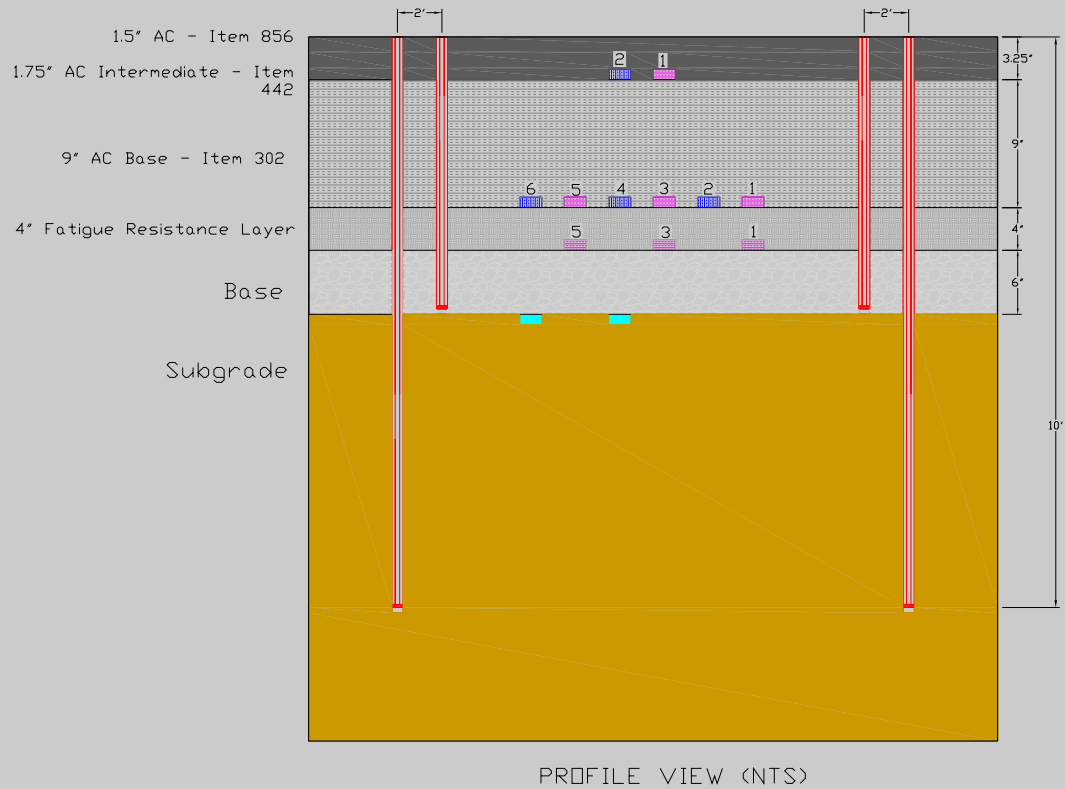 2'
2'
1.5" AC - Item 856
1.75" AC Intermediate - Item
442
2 1
3.25"
9" AC Base - Item 302
9"
6 5 4 3 2 1
4" Fatigue Resistance Layer
4"
5 3 1
Base
6"
Subgrade
10'
PROFILE VIEW (NTS)